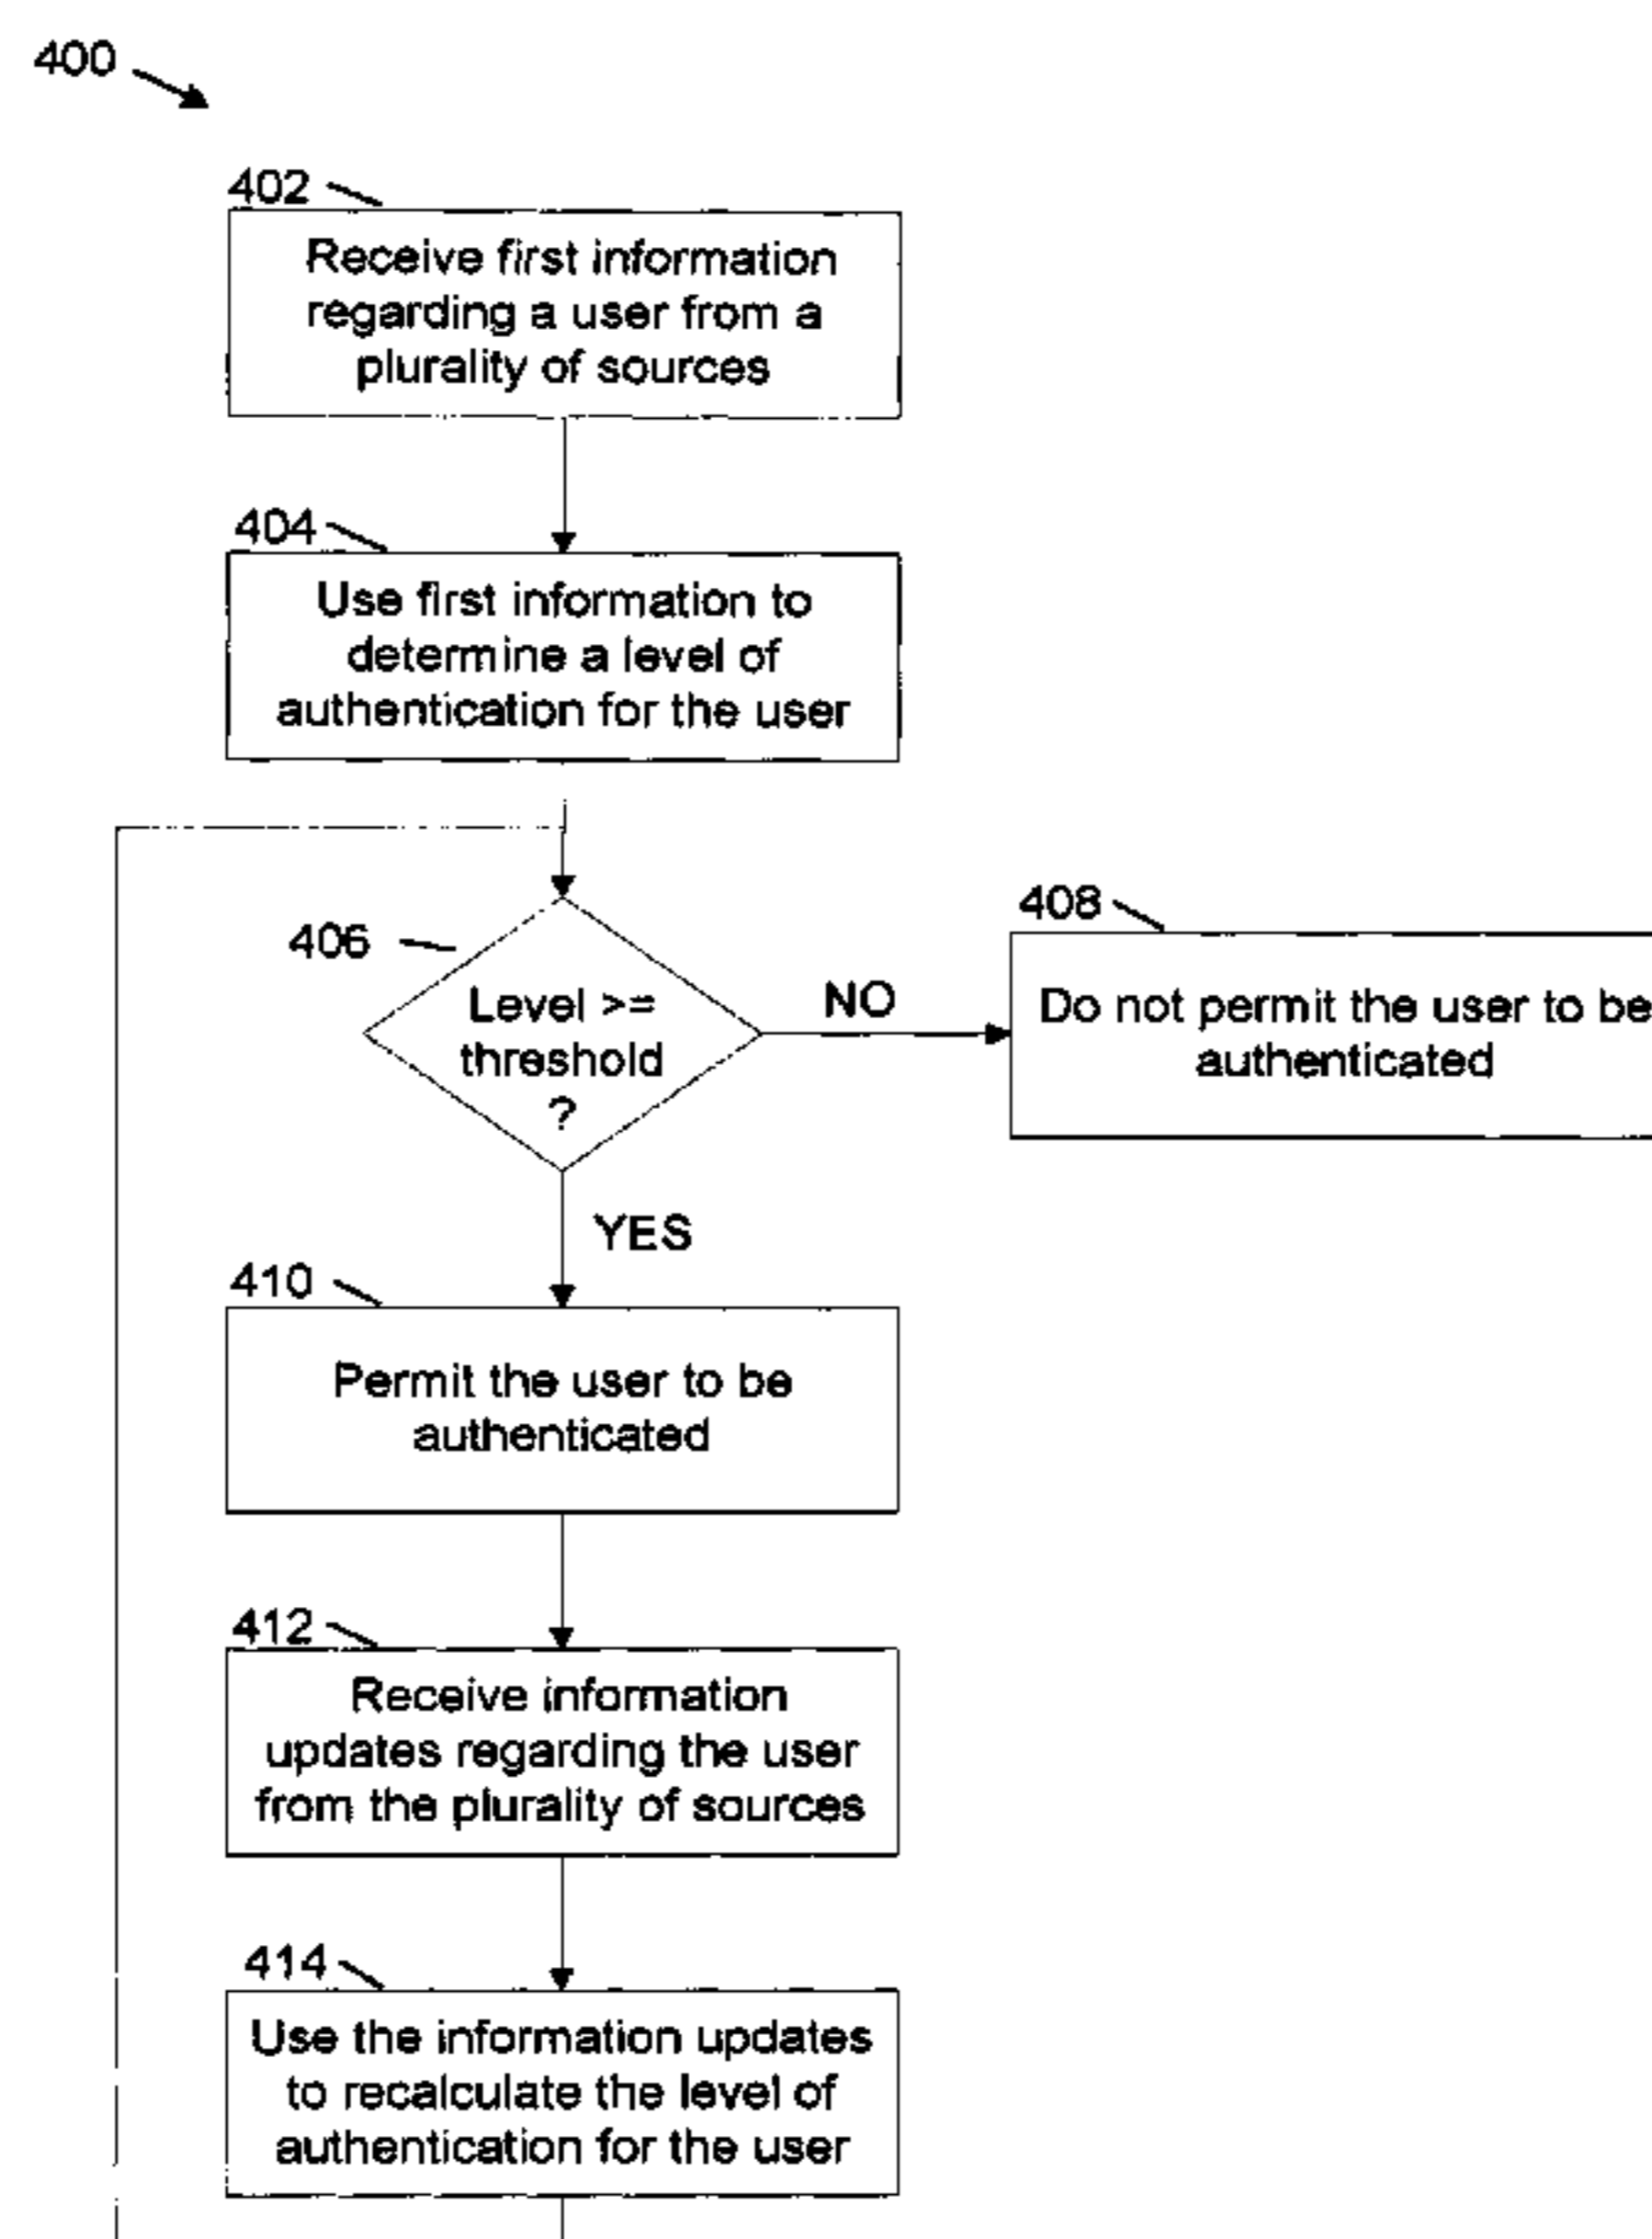 400
402
Receive first information
regarding a user from a
plurality of sources
404
Use first information to
determine a level of
authentication for the user
406
Level >=
threshold
?
NO
408
Do not permit the user to be
authenticated
YES
410
Permit the user to be
authenticated
412
Receive information
updates regarding the user
from the plurality of sources
414
Use the information updates
to recalculate the level of
authentication for the user